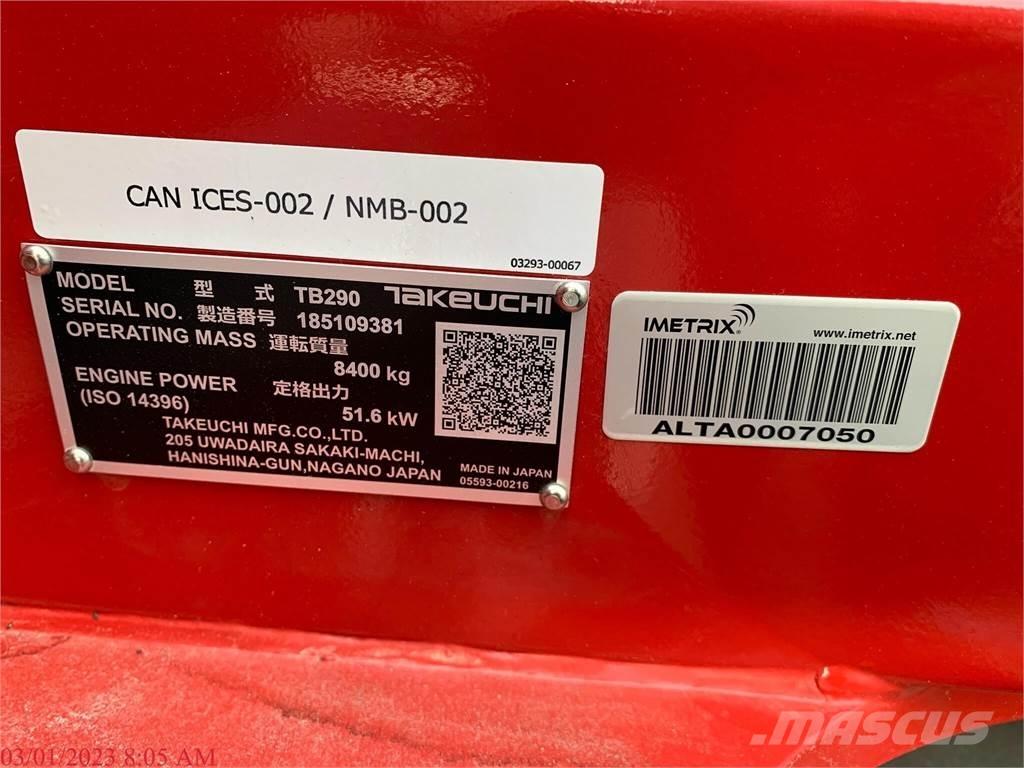 CAN ICES-002 / NMB-002
03293-00067
MODEL 型 式 TB290 TAKEUCHI
SERIAL NO. 製造番号 185109381
OPERATING MASS 運転質量
8400 kg
ENGINE POWER 定格出力
(ISO 14396) 51.6 kW
TAKEUCHI MFG.CO.,LTD.
205 UWADAIRA SAKAKI-MACHI,
HANISHINA-GUN,NAGANO JAPAN
MADE IN JAPAN
05593-00216
IMETRIX
www.imetrix.net
ALTA0007050
03/01/2023 8:05 AM
MASCUS